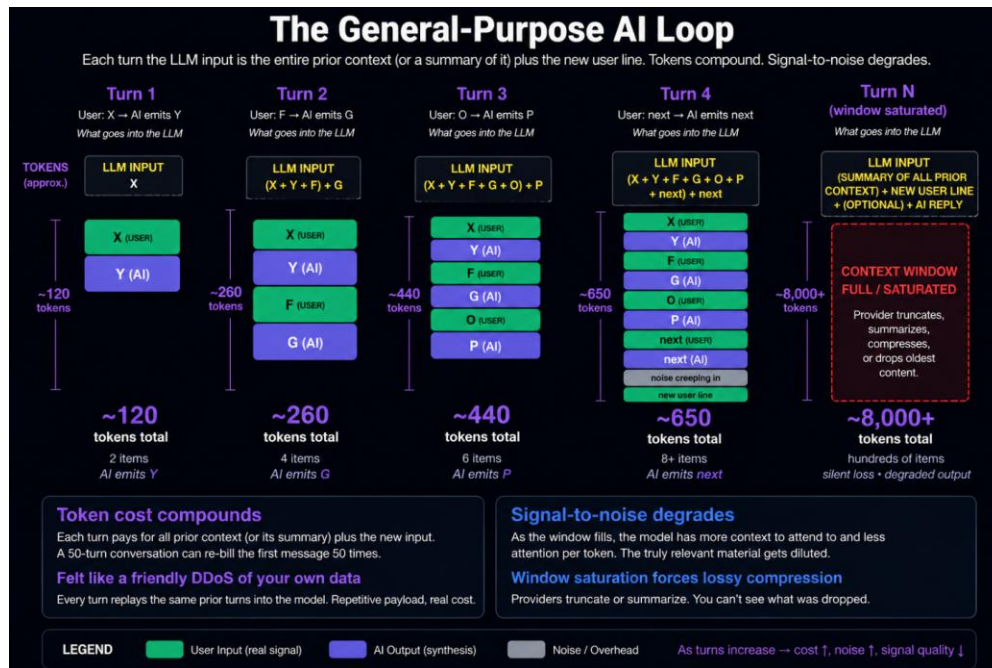 The General-Purpose AI Loop
Each turn the LLM input is the entire prior context (or a summary of it) plus the new user line. Tokens compound. Signal-to-noise degrades.
Turn 1
User: X → AI emits Y
What goes into the LLM
TOKENS
(approx.)
LLM INPUT
X
X (USER)
Y (AI)
~120
tokens
~120
tokens total
2 items
AI emits Y
Turn 2
User: F → AI emits G
What goes into the LLM
LLM INPUT
(X + Y + F) + G
X (USER)
Y (AI)
F (USER)
G (AI)
~260
tokens
~260
tokens total
4 items
AI emits G
Turn 3
User: O → AI emits P
What goes into the LLM
LLM INPUT
(X + Y + F + G + O) + P
X (USER)
Y (AI)
F (USER)
G (AI)
O (USER)
P (AI)
~440
tokens
~440
tokens total
6 items
AI emits P
Turn 4
User: next → AI emits next
What goes into the LLM
LLM INPUT
(X + Y + F + G + O + P
+ next) + next
X (USER)
Y (AI)
F (USER)
G (AI)
O (USER)
P (AI)
next (USER)
next (AI)
noise creeping in
new user line
~650
tokens
~650
tokens total
8+ items
AI emits next
Turn N
(window saturated)
What goes into the LLM
LLM INPUT
(SUMMARY OF ALL PRIOR
CONTEXT) + NEW USER LINE
+ (OPTIONAL) + AI REPLY
CONTEXT WINDOW
FULL / SATURATED
Provider truncates,
summarizes,
compresses,
or drops oldest
content.
~8,000+
tokens
~8,000+
tokens total
hundreds of items
silent loss • degraded output
Token cost compounds
Each turn pays for all prior context (or its summary) plus the new input.
A 50-turn conversation can re-bill the first message 50 times.
Felt like a friendly DDoS of your own data
Every turn replays the same prior turns into the model. Repetitive payload, real cost.
Signal-to-noise degrades
As the window fills, the model has more context to attend to and less
attention per token. The truly relevant material gets diluted.
Window saturation forces lossy compression
Providers truncate or summarize. You can't see what was dropped.
LEGEND
User Input (real signal)
AI Output (synthesis)
Noise / Overhead
As turns increase → cost ↑, noise ↑, signal quality ↓